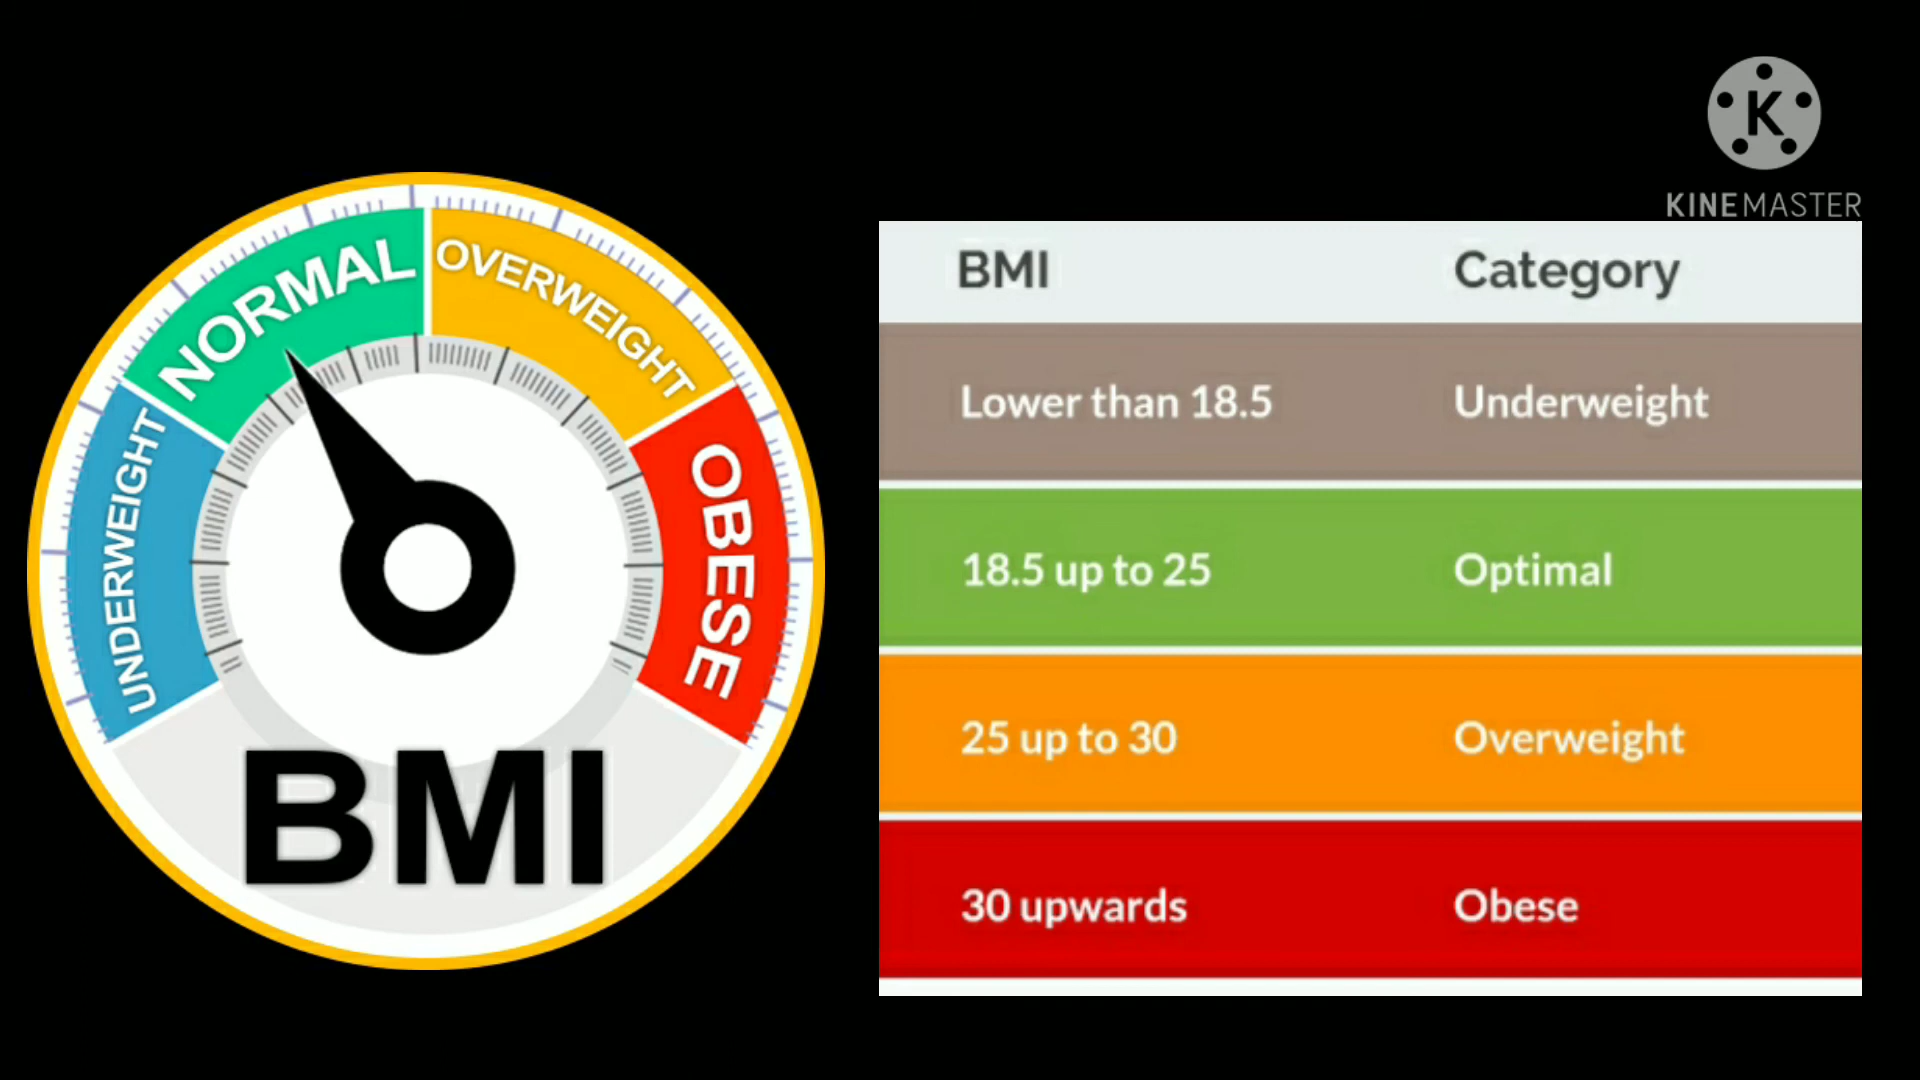 K
KINEMASTER
UNDERWEIGHT
NORMAL
OVERWEIGHT
OBESE
BMI
BMI Category
Lower than 18.5 Underweight
18.5 up to 25 Optimal
25 up to 30 Overweight
30 upwards Obese